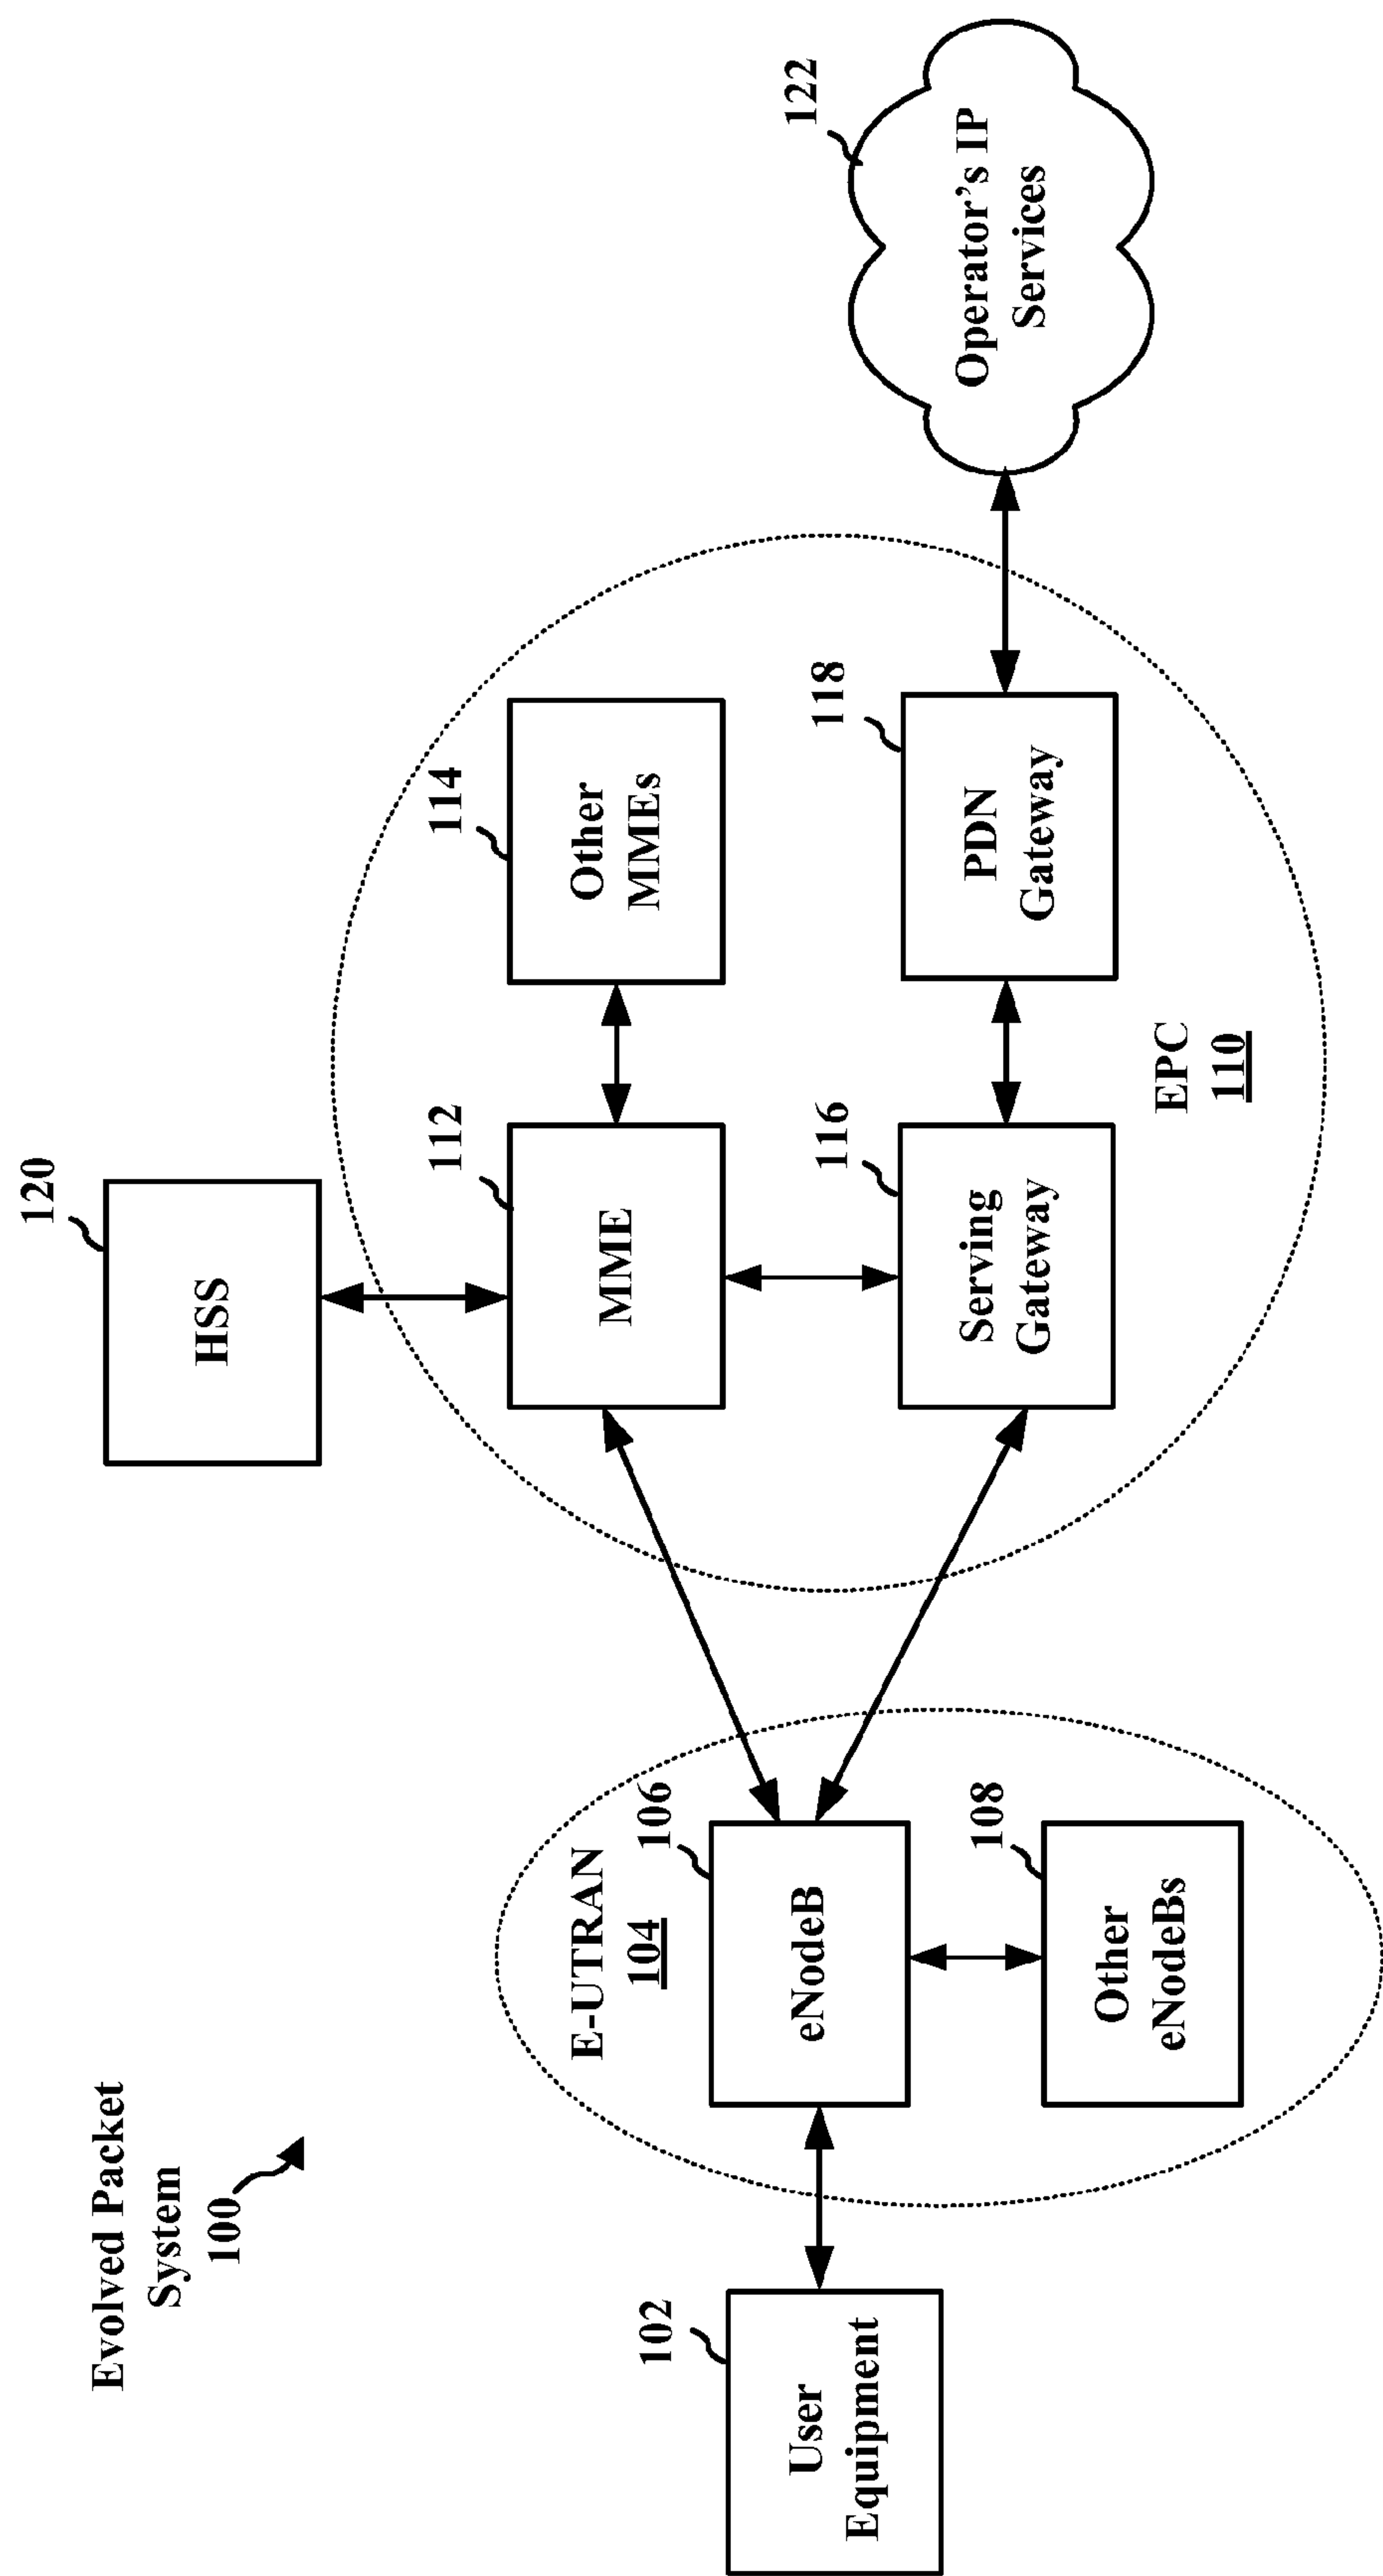 Evolved Packet
System
100
HSS
120
E-UTRAN
104
MME
112
Other
MMEs
114
User
Equipment
102
eNodeB
106
Other
eNodeBs
108
Serving
Gateway
116
PDN
Gateway
118
EPC
110
Operator's IP
Services
122